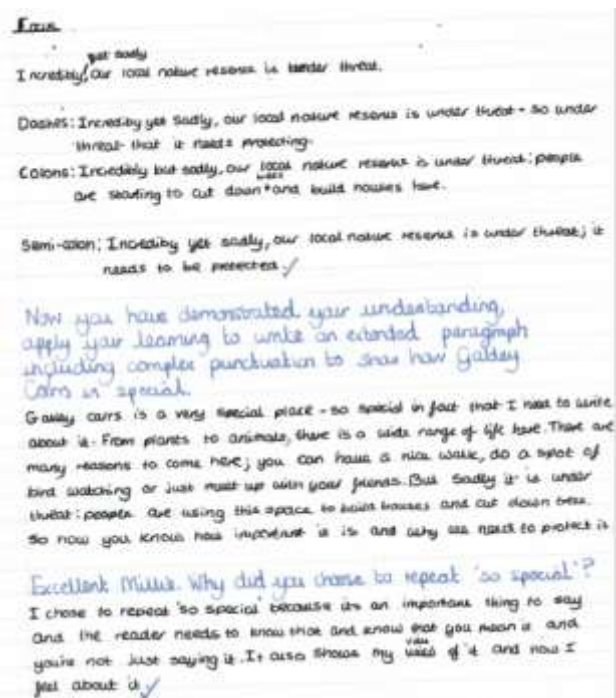 Focus
yet sadly
Incredibly, our local nature reserve is under threat.
Dashes: Incrediby yet sadly, our local nature reserve is under threat - so under
threat - that it needs protecting.
Colons: Incredibly but sadly, our local nature reserve is under threat: people
trees
are starting to cut down + and build houses here.
Semi-colon: Incrediby yet sadly, our local nature reserve is under threat; it
needs to be protected ✓
Now you have demonstrated your understanding,
apply your learning to write an extended paragraph
including complex punctuation to show how Gadley
Carrs is special.
carrs is a very special place - so special in fact that I need to write
about it. From plants to animals, there is a wide range of life here. There are
many reasons to come here; you can have a nice walk, do a spot of
bird watching or just meet up with your friends. But sadly it is under
threat: people are using this space to build houses and cut down trees.
So now you know how important it is and why we need to protect it
Excellent Millie. Why did you choose to repeat 'so special'?
I chose to repeat 'so special' because its an important thing to say
and the reader needs to know that and know that you mean it and
view
you're not just saying it. It also shows my of it and how I
feel about it ✓